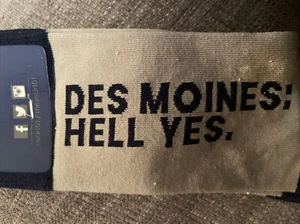 DES MOINES:
HELL YES.